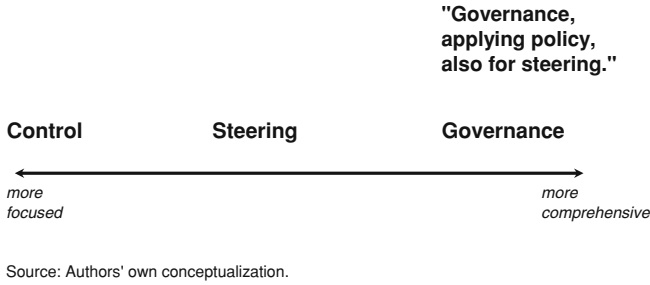 "Governance,
applying policy,
also for steering."
Control Steering Governance
more more
focused comprehensive
Source: Authors' own conceptualization.